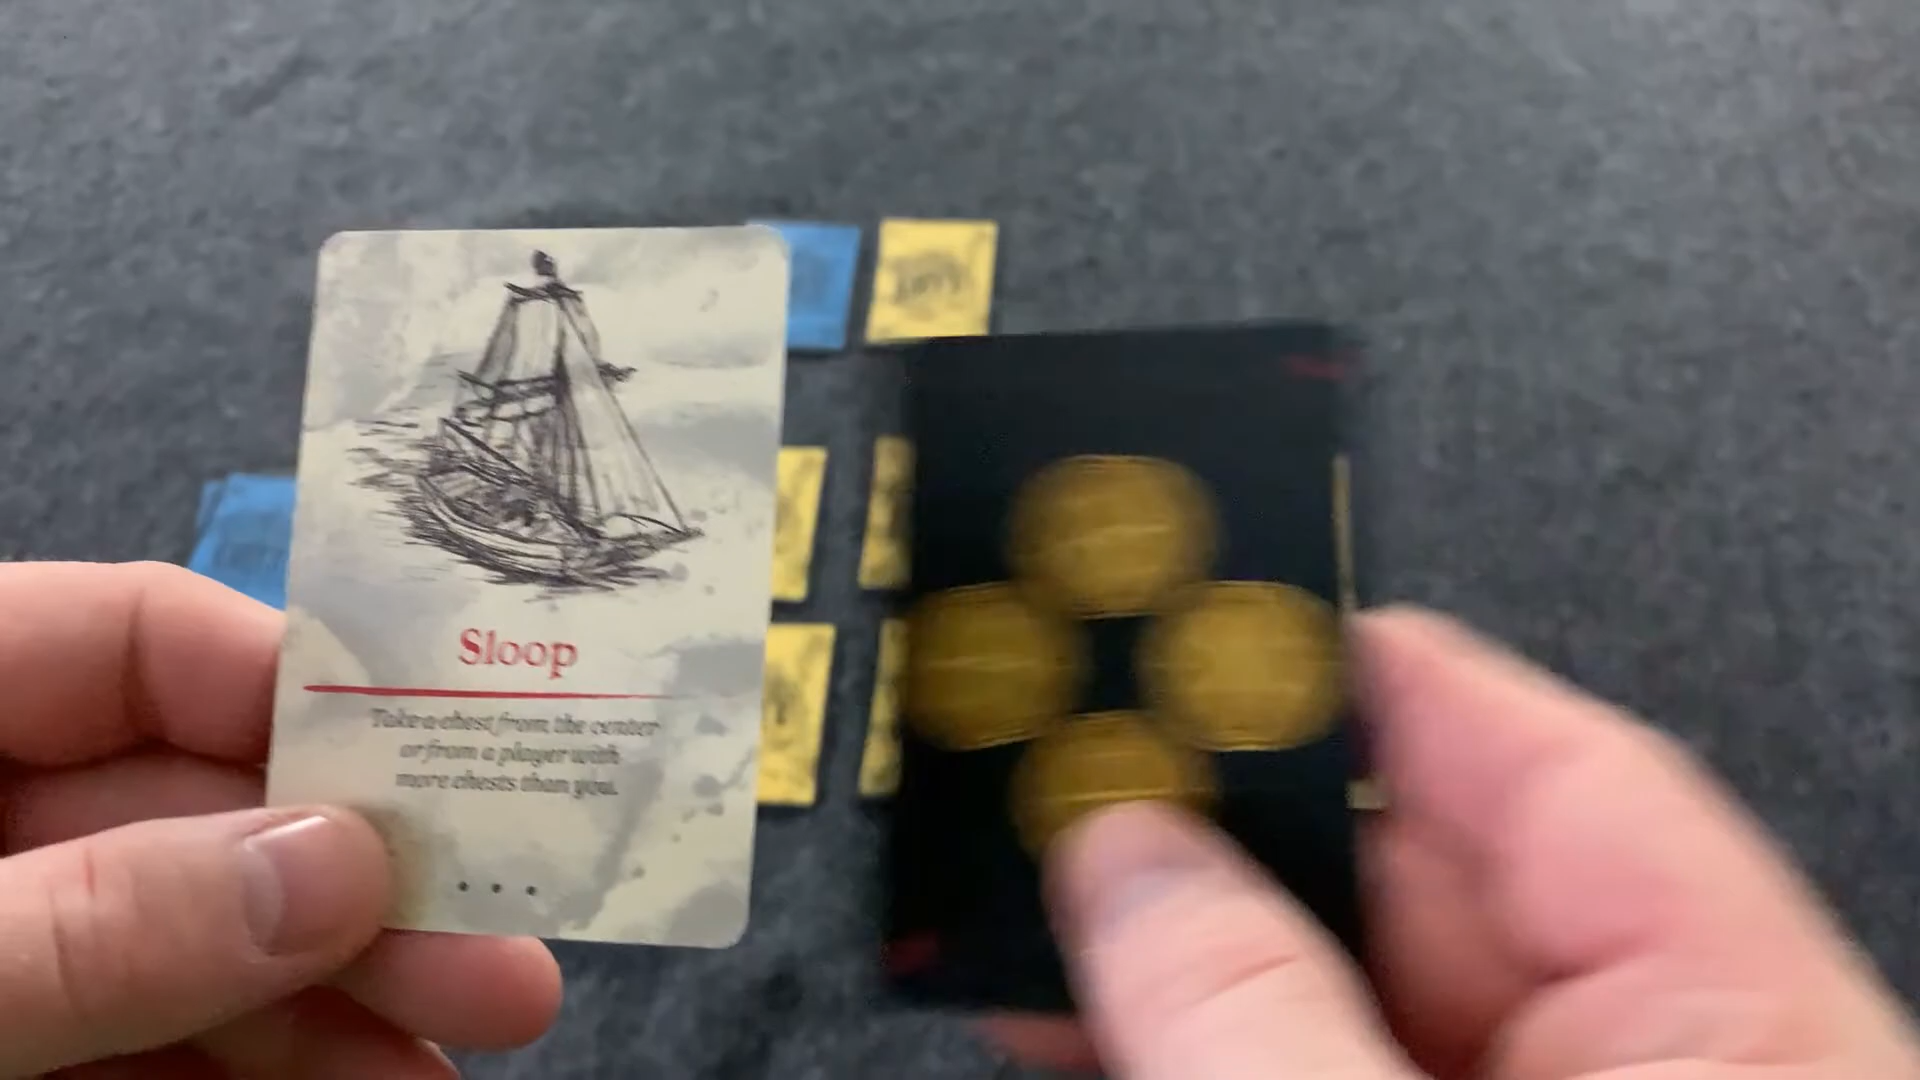 Sloop
Take a chest from the center
or from a player with
more chests than you.